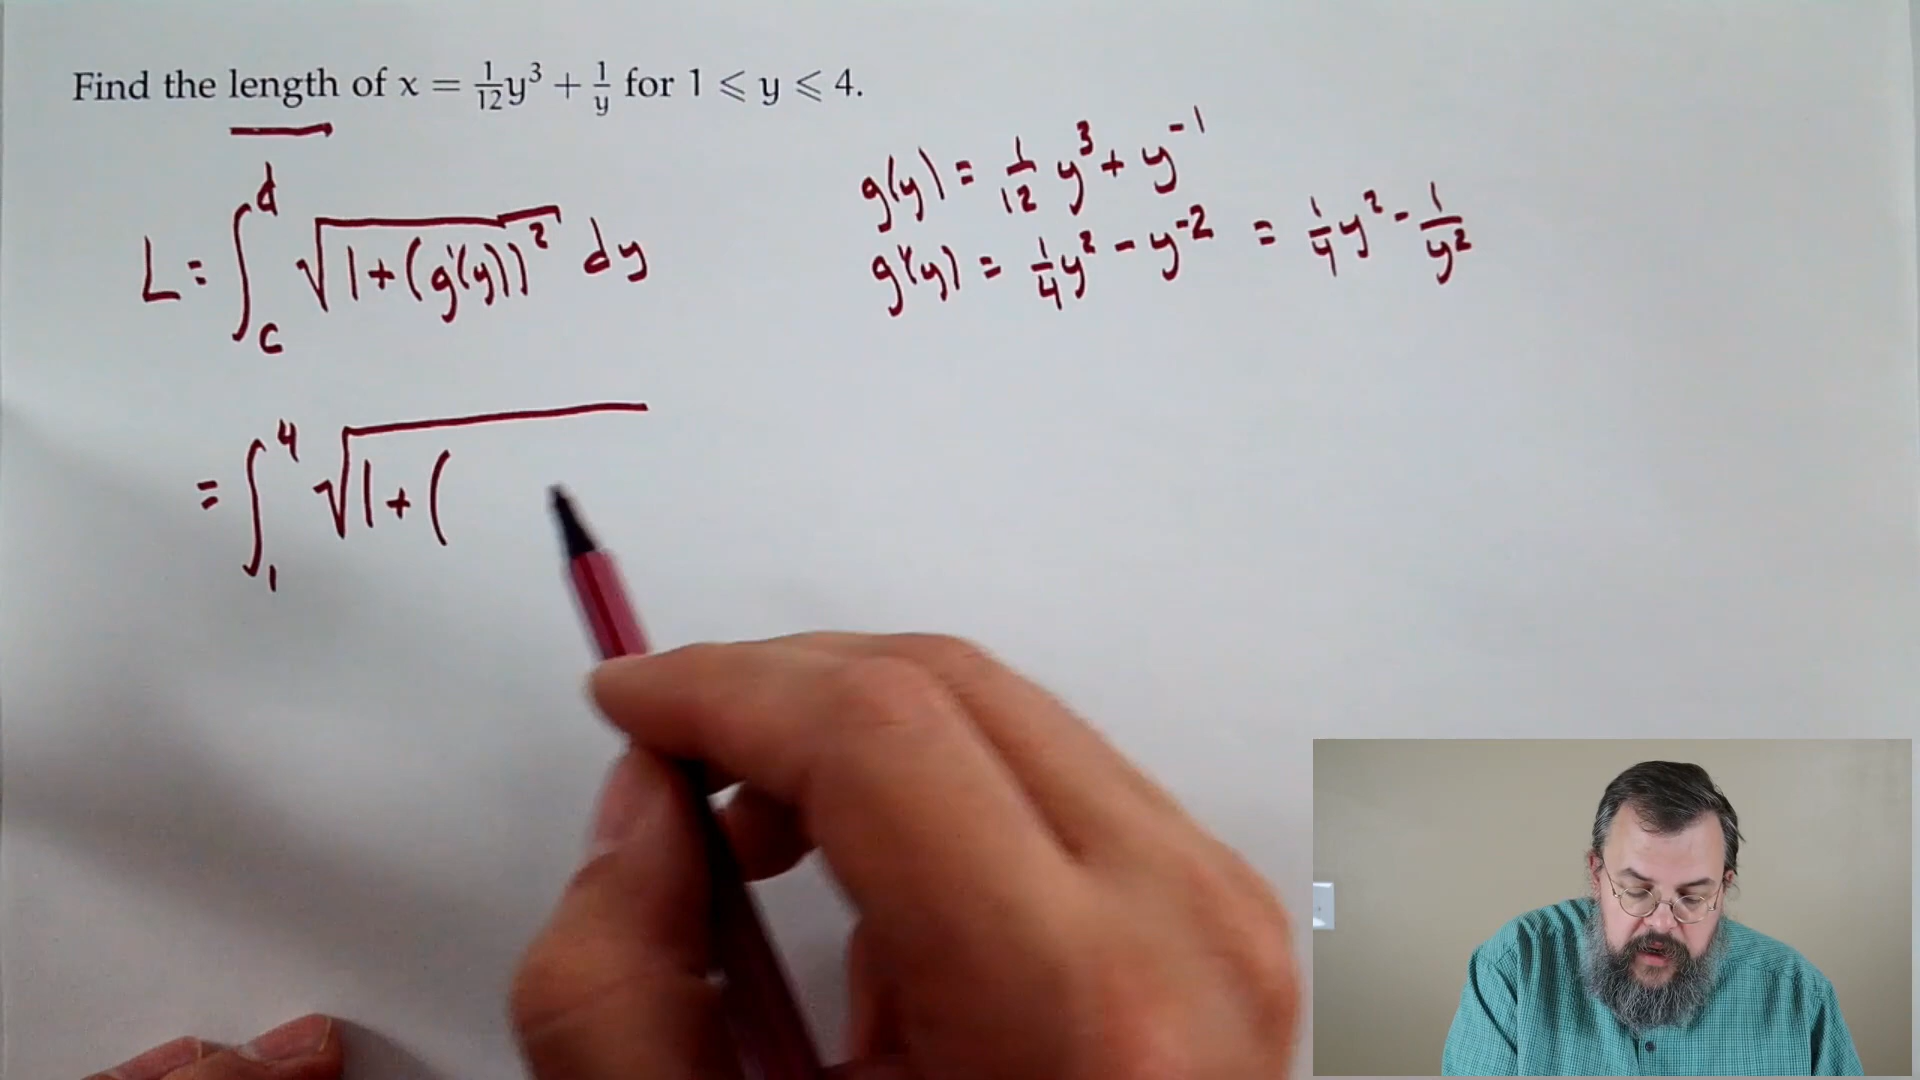 Find the length of x = 1/12 y³ + 1/y for 1 ⩽ y ⩽ 4.
L = ∫_c^d √(1+(g'(y))²) dy
g(y) = 1/12 y³ + y⁻¹
g'(y) = 1/4 y² - y⁻² = 1/4 y² - 1/y²
= ∫_1^4 √(1+(